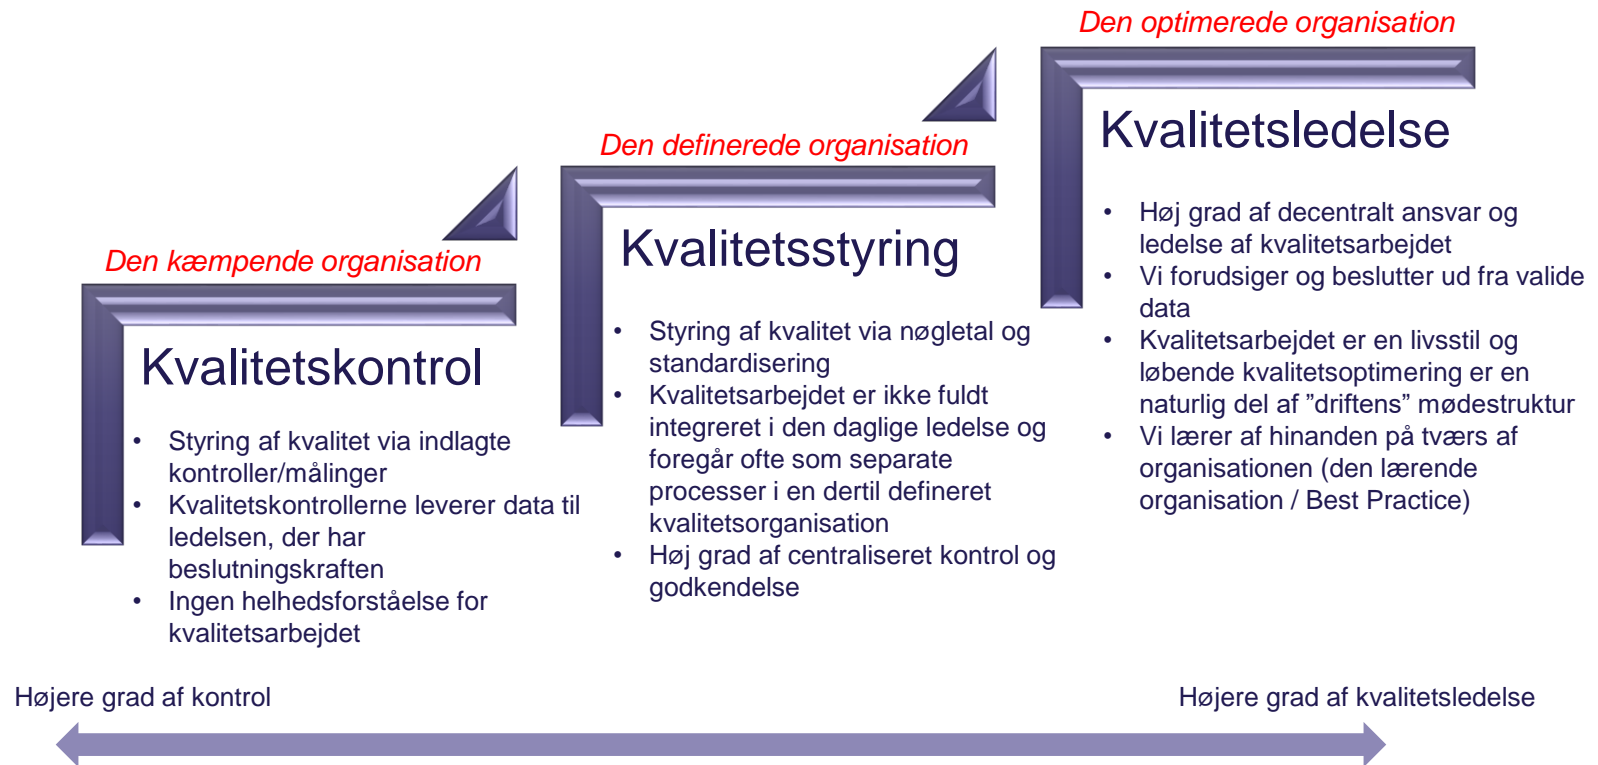 Den kæmpende organisation
Kvalitetskontrol
• Styring af kvalitet via indlagte
kontroller/målinger
• Kvalitetskontrollerne leverer data til
ledelsen, der har
beslutningskraften
• Ingen helhedsforståelse for
kvalitetsarbejdet
Den definerede organisation
Kvalitetsstyring
• Styring af kvalitet via nøgletal og
standardisering
• Kvalitetsarbejdet er ikke fuldt
integreret i den daglige ledelse og
foregår ofte som separate
processer i en dertil defineret
kvalitetsorganisation
• Høj grad af centraliseret kontrol og
godkendelse
Den optimerede organisation
Kvalitetsledelse
• Høj grad af decentralt ansvar og
ledelse af kvalitetsarbejdet
• Vi forudsiger og beslutter ud fra valide
data
• Kvalitetsarbejdet er en livsstil og
løbende kvalitetsoptimering er en
naturlig del af ”driftens” mødestruktur
• Vi lærer af hinanden på tværs af
organisationen (den lærende
organisation / Best Practice)
Højere grad af kontrol
Højere grad af kvalitetsledelse